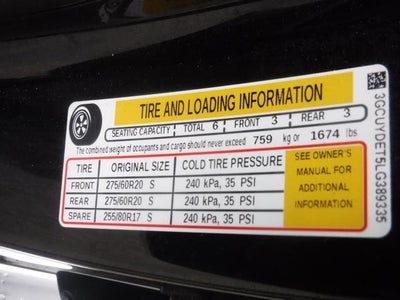 TIRE AND LOADING INFORMATION
SEATING CAPACITY TOTAL 6 FRONT 3 REAR 3
The combined weight of occupants and cargo should never exceed 759 kg or 1674 lbs
TIRE ORIGINAL SIZE COLD TIRE PRESSURE
FRONT 275/60R20 S 240 kPa, 35 PSI
REAR 275/60R20 S 240 kPa, 35 PSI
SPARE 255/80R17 S 240 kPa, 35 PSI
SEE OWNER'S
MANUAL FOR
ADDITIONAL
INFORMATION
3GCUYDET5LG389335